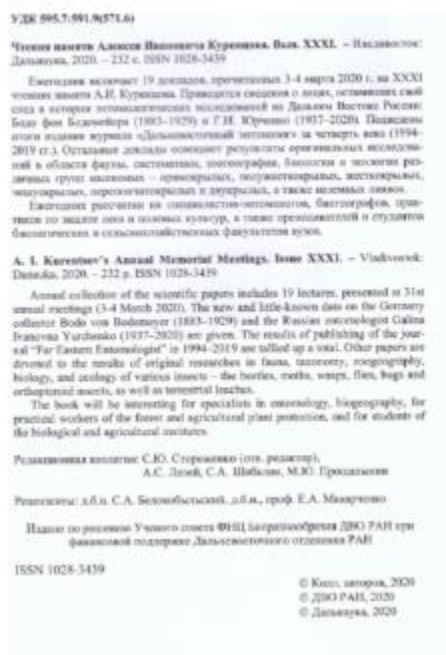 УДК 595.7:591.9(571.6)
Чтения памяти Алексея Ивановича Куренцова. Вып. XXXI. – Владивосток:
Дальнаука, 2020. – 232 с. ISSN 1028-3439
Ежегодник включает 19 докладов, прочитанных 3-4 марта 2020 г. на XXXI
чтениях памяти А.И. Куренцова. Приводятся сведения о лицах, оставивших свой
след в истории энтомологических исследований на Дальнем Востоке России:
Бодо фон Бодемейера (1883–1929) и Г.И. Юрченко (1937–2020). Подведены
итоги издания журнала «Дальневосточный энтомолог» за четверть века (1994–
2019 гг.). Остальные доклады освещают результаты оригинальных исследова-
ний в области фауны, систематики, зоогеографии, биологии и экологии раз-
личных групп насекомых – прямокрылых, полужесткокрылых, жесткокрылых,
чешуекрылых, перепончатокрылых и двукрылых, а также наземных пиявок.
Ежегодник рассчитан на специалистов-энтомологов, биогеографов, прак-
тиков по защите леса и полевых культур, а также преподавателей и студентов
биологических и сельскохозяйственных факультетов вузов.
A. I. Kurentsov's Annual Memorial Meetings. Issue XXXI. – Vladivostok:
Dalnauka, 2020. – 232 p. ISSN 1028-3439
Annual collection of the scientific papers includes 19 lectures, presented at 31st
annual meetings (3-4 March 2020). The new and little-known data on the Germany
collector Bodo von Bodemeyer (1883–1929) and the Russian entomologist Galina
Ivanovna Yurchenko (1937–2020) are given. The results of publishing of the jour-
nal "Far Eastern Entomologist" in 1994–2019 are tallied up a total. Other papers are
devoted to the results of original researches in fauna, taxonomy, zoogeography,
biology, and ecology of various insects – the beetles, moths, wasps, flies, bugs and
orthopteroid insects, as well as terrestrial leeches.
The book will be interesting for specialists in entomology, biogeography, for
practical workers of the forest and agricultural plant protection, and for students of
the biological and agricultural institutes.
Редакционная коллегия: С.Ю. Стороженко (отв. редактор),
А.С. Лелей, С.А. Шабалин, М.Ю. Прощалыкин
Рецензенты: д.б.н. С.А. Белокобыльский, д.б.н., проф. Е.А. Макарченко
Издано по решению Ученого совета ФНЦ Биоразнообразия ДВО РАН при
финансовой поддержке Дальневосточного отделения РАН
ISSN 1028-3439
© Колл. авторов, 2020
© ДВО РАН, 2020
© Дальнаука, 2020